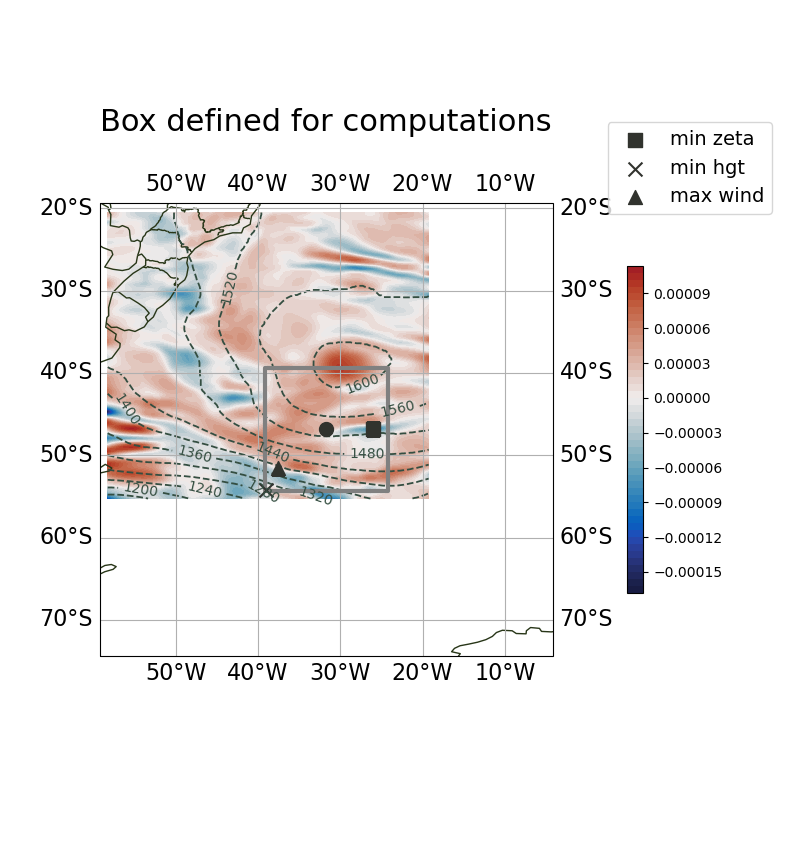 Box defined for computations
min zeta
min hgt
max wind
50°W 40°W 30°W 20°W 10°W
20°S 20°S
30°S 30°S
40°S 40°S
50°S 50°S
60°S 60°S
70°S 70°S
50°W 40°W 30°W 20°W 10°W
1520
1600
1560
1400
1440
1480
1360
1200
1240
1280
1320
0.00009
0.00006
0.00003
0.00000
−0.00003
−0.00006
−0.00009
−0.00012
−0.00015